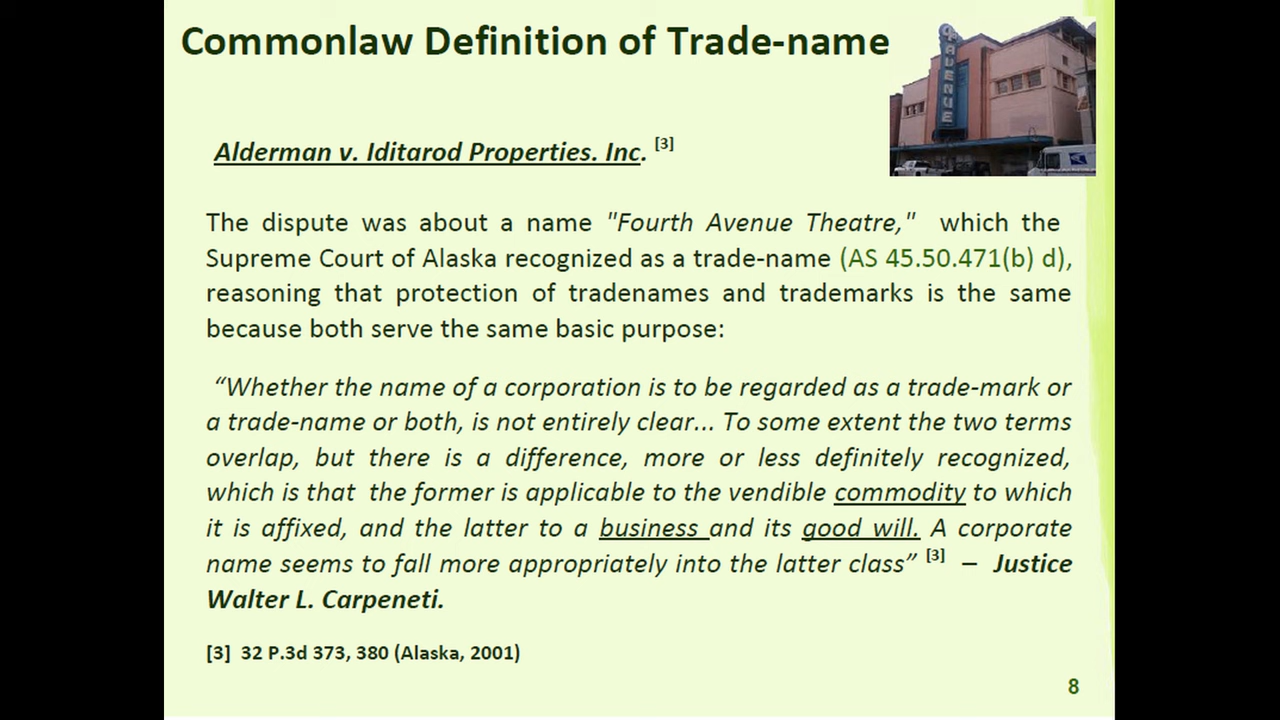 Commonlaw Definition of Trade-name
4 AVENUE
Alderman v. Iditarod Properties. Inc. [3]
The dispute was about a name "Fourth Avenue Theatre," which the
Supreme Court of Alaska recognized as a trade-name (AS 45.50.471(b) d),
reasoning that protection of tradenames and trademarks is the same
because both serve the same basic purpose:
“Whether the name of a corporation is to be regarded as a trade-mark or
a trade-name or both, is not entirely clear... To some extent the two terms
overlap, but there is a difference, more or less definitely recognized,
which is that the former is applicable to the vendible commodity to which
it is affixed, and the latter to a business and its good will. A corporate
name seems to fall more appropriately into the latter class” [3] – Justice
Walter L. Carpeneti.
[3] 32 P.3d 373, 380 (Alaska, 2001)
8